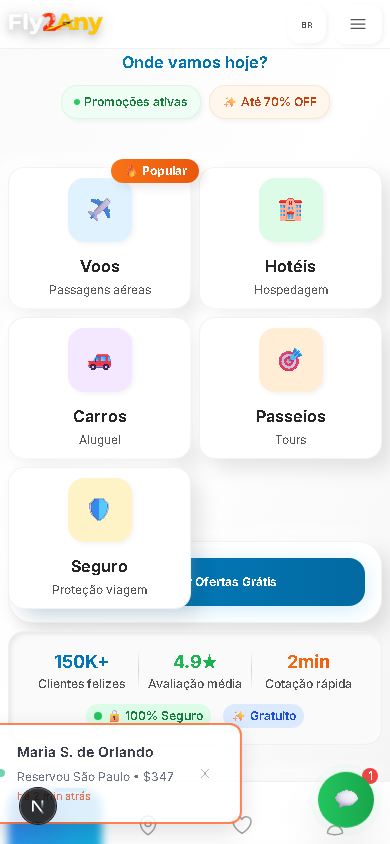 Fly2Any
BR
Onde vamos hoje?
Promoções ativas
Até 70% OFF
Popular
Voos
Passagens aéreas
Hotéis
Hospedagem
Carros
Aluguel
Passeios
Tours
Seguro
Proteção viagem
Ofertas Grátis
150K+
Clientes felizes
4.9★
Avaliação média
2min
Cotação rápida
100% Seguro
Gratuito
Maria S. de Orlando
Reservou São Paulo • $347
min atrás
N
1